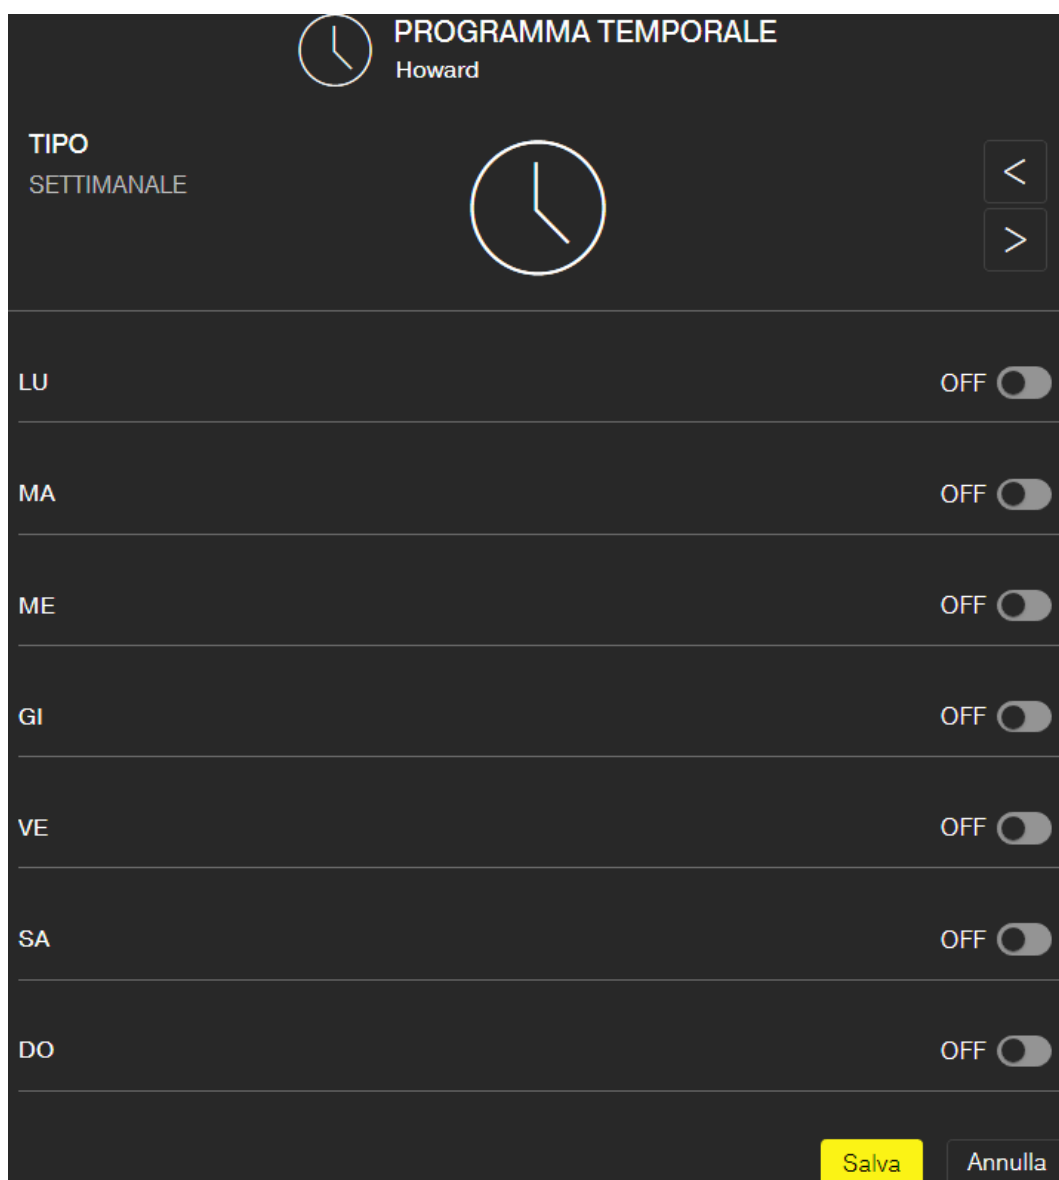 PROGRAMMA TEMPORALE
Howard
TIPO
SETTIMANALE
<
>
LU OFF
MA OFF
ME OFF
GI OFF
VE OFF
SA OFF
DO OFF
Salva Annulla